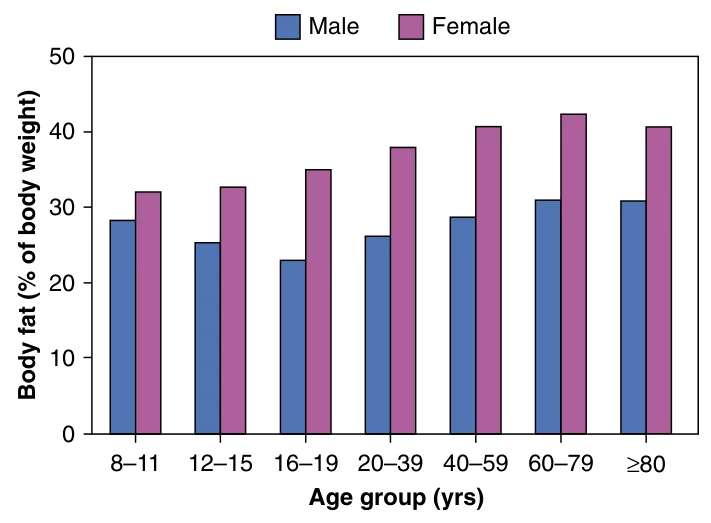 Male Female
50
40
30
20
10
0
Body fat (% of body weight)
8–11 12–15 16–19 20–39 40–59 60–79 ≥80
Age group (yrs)